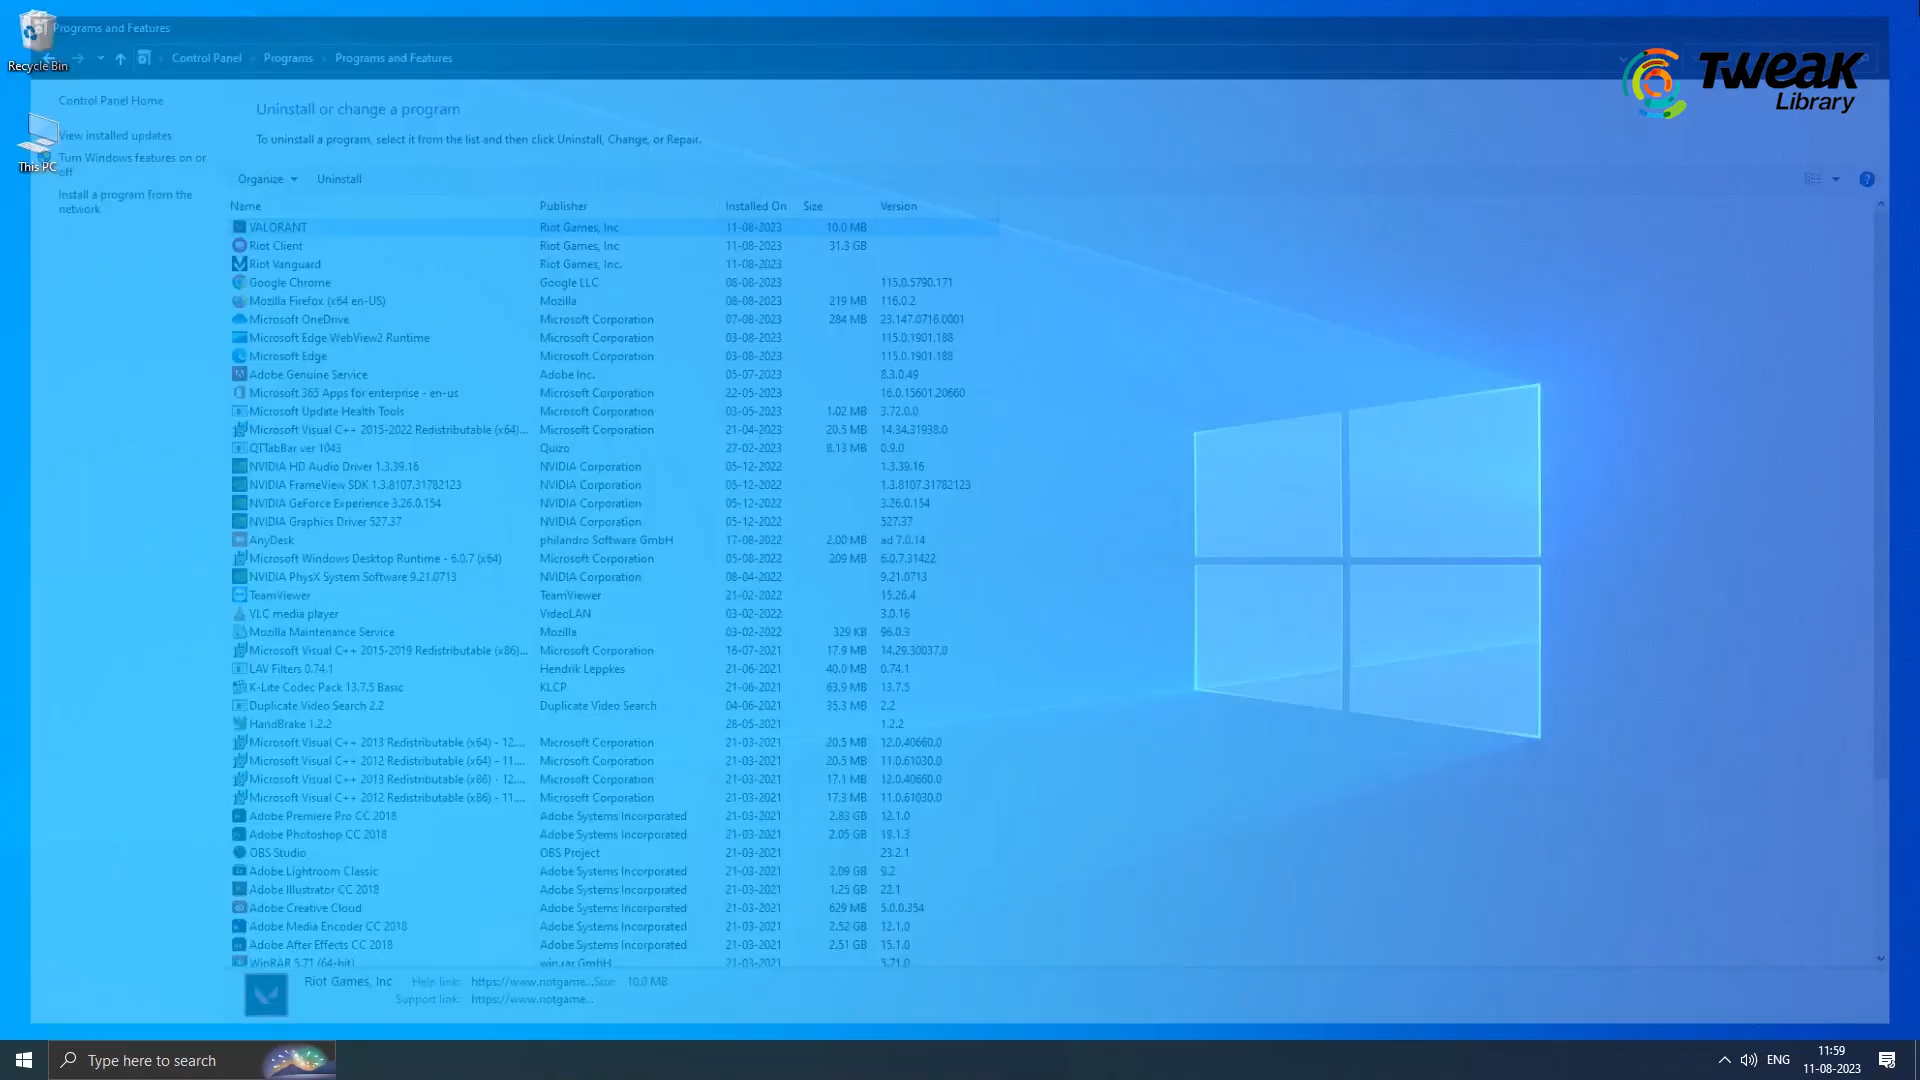 Programs and Features
Recycle Bin
Control Panel
Programs
Programs and Features
TWEAK
Library
Control Panel Home
View installed updates
Turn Windows features on or
off
Install a program from the
network
This PC
Uninstall or change a program
To uninstall a program, select it from the list and then click Uninstall, Change, or Repair.
Organize
Uninstall
Name Publisher Installed On Size Version
VALORANT Riot Games, Inc 11-08-2023 10.0 MB
Riot Client Riot Games, Inc 11-08-2023 31.3 GB
Riot Vanguard Riot Games, Inc. 11-08-2023
Google Chrome Google LLC 08-08-2023 115.0.5790.171
Mozilla Firefox (x64 en-US) Mozilla 08-08-2023 219 MB 116.0.2
Microsoft OneDrive Microsoft Corporation 07-08-2023 284 MB 23.147.0716.0001
Microsoft Edge WebView2 Runtime Microsoft Corporation 03-08-2023 115.0.1901.188
Microsoft Edge Microsoft Corporation 03-08-2023 115.0.1901.188
Adobe Genuine Service Adobe Inc. 05-07-2023 8.3.0.49
Microsoft 365 Apps for enterprise - en-us Microsoft Corporation 22-05-2023 16.0.15601.20660
Microsoft Update Health Tools Microsoft Corporation 03-05-2023 1.02 MB 3.72.0.0
Microsoft Visual C++ 2015-2022 Redistributable (x64)... Microsoft Corporation 21-04-2023 20.5 MB 14.34.31938.0
QTTabBar ver 1043 Quizo 27-02-2023 8.13 MB 0.9.0
NVIDIA HD Audio Driver 1.3.39.16 NVIDIA Corporation 05-12-2022 1.3.39.16
NVIDIA FrameView SDK 1.3.8107.31782123 NVIDIA Corporation 05-12-2022 1.3.8107.31782123
NVIDIA GeForce Experience 3.26.0.154 NVIDIA Corporation 05-12-2022 3.26.0.154
NVIDIA Graphics Driver 527.37 NVIDIA Corporation 05-12-2022 527.37
AnyDesk philandro Software GmbH 17-08-2022 2.00 MB ad 7.0.14
Microsoft Windows Desktop Runtime - 6.0.7 (x64) Microsoft Corporation 05-08-2022 209 MB 6.0.7.31422
NVIDIA PhysX System Software 9.21.0713 NVIDIA Corporation 08-04-2022 9.21.0713
TeamViewer TeamViewer 21-02-2022 15.26.4
VLC media player VideoLAN 03-02-2022 3.0.16
Mozilla Maintenance Service Mozilla 03-02-2022 329 KB 96.0.3
Microsoft Visual C++ 2015-2019 Redistributable (x86)... Microsoft Corporation 16-07-2021 17.9 MB 14.29.30037.0
LAV Filters 0.74.1 Hendrik Leppkes 21-06-2021 40.0 MB 0.74.1
K-Lite Codec Pack 13.7.5 Basic KLCP 21-06-2021 63.9 MB 13.7.5
Duplicate Video Search 2.2 Duplicate Video Search 04-06-2021 35.3 MB 2.2
HandBrake 1.2.2 28-05-2021 1.2.2
Microsoft Visual C++ 2013 Redistributable (x64) - 12.... Microsoft Corporation 21-03-2021 20.5 MB 12.0.40660.0
Microsoft Visual C++ 2012 Redistributable (x64) - 11.... Microsoft Corporation 21-03-2021 20.5 MB 11.0.61030.0
Microsoft Visual C++ 2013 Redistributable (x86) - 12.... Microsoft Corporation 21-03-2021 17.1 MB 12.0.40660.0
Microsoft Visual C++ 2012 Redistributable (x86) - 11.... Microsoft Corporation 21-03-2021 17.3 MB 11.0.61030.0
Adobe Premiere Pro CC 2018 Adobe Systems Incorporated 21-03-2021 2.83 GB 12.1.0
Adobe Photoshop CC 2018 Adobe Systems Incorporated 21-03-2021 2.05 GB 19.1.3
OBS Studio OBS Project 21-03-2021 23.2.1
Adobe Lightroom Classic Adobe Systems Incorporated 21-03-2021 2.09 GB 9.2
Adobe Illustrator CC 2018 Adobe Systems Incorporated 21-03-2021 1.25 GB 22.1
Adobe Creative Cloud Adobe Systems Incorporated 21-03-2021 629 MB 5.0.0.354
Adobe Media Encoder CC 2018 Adobe Systems Incorporated 21-03-2021 2.52 GB 12.1.0
Adobe After Effects CC 2018 Adobe Systems Incorporated 21-03-2021 2.51 GB 15.1.0
WinRAR 5.71 (64-bit) win.rar GmbH 21-03-2021 5.71.0
Riot Games, Inc Help link: https://www.riotgame... Size: 10.0 MB
Support link: https://www.riotgame...
Type here to search
ENG
11:59
11-08-2023